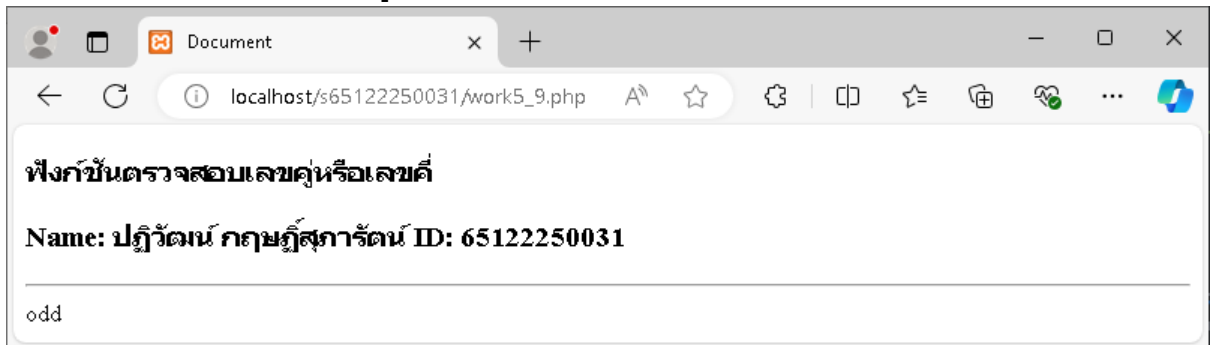 Document
localhost/s65122250031/work5_9.php
ฟังก์ชันตรวจสอบเลขคู่หรือเลขคี่
Name: ปฏิวัฒน์ กฤษฏิ์สุภารัตน์ ID: 65122250031
odd